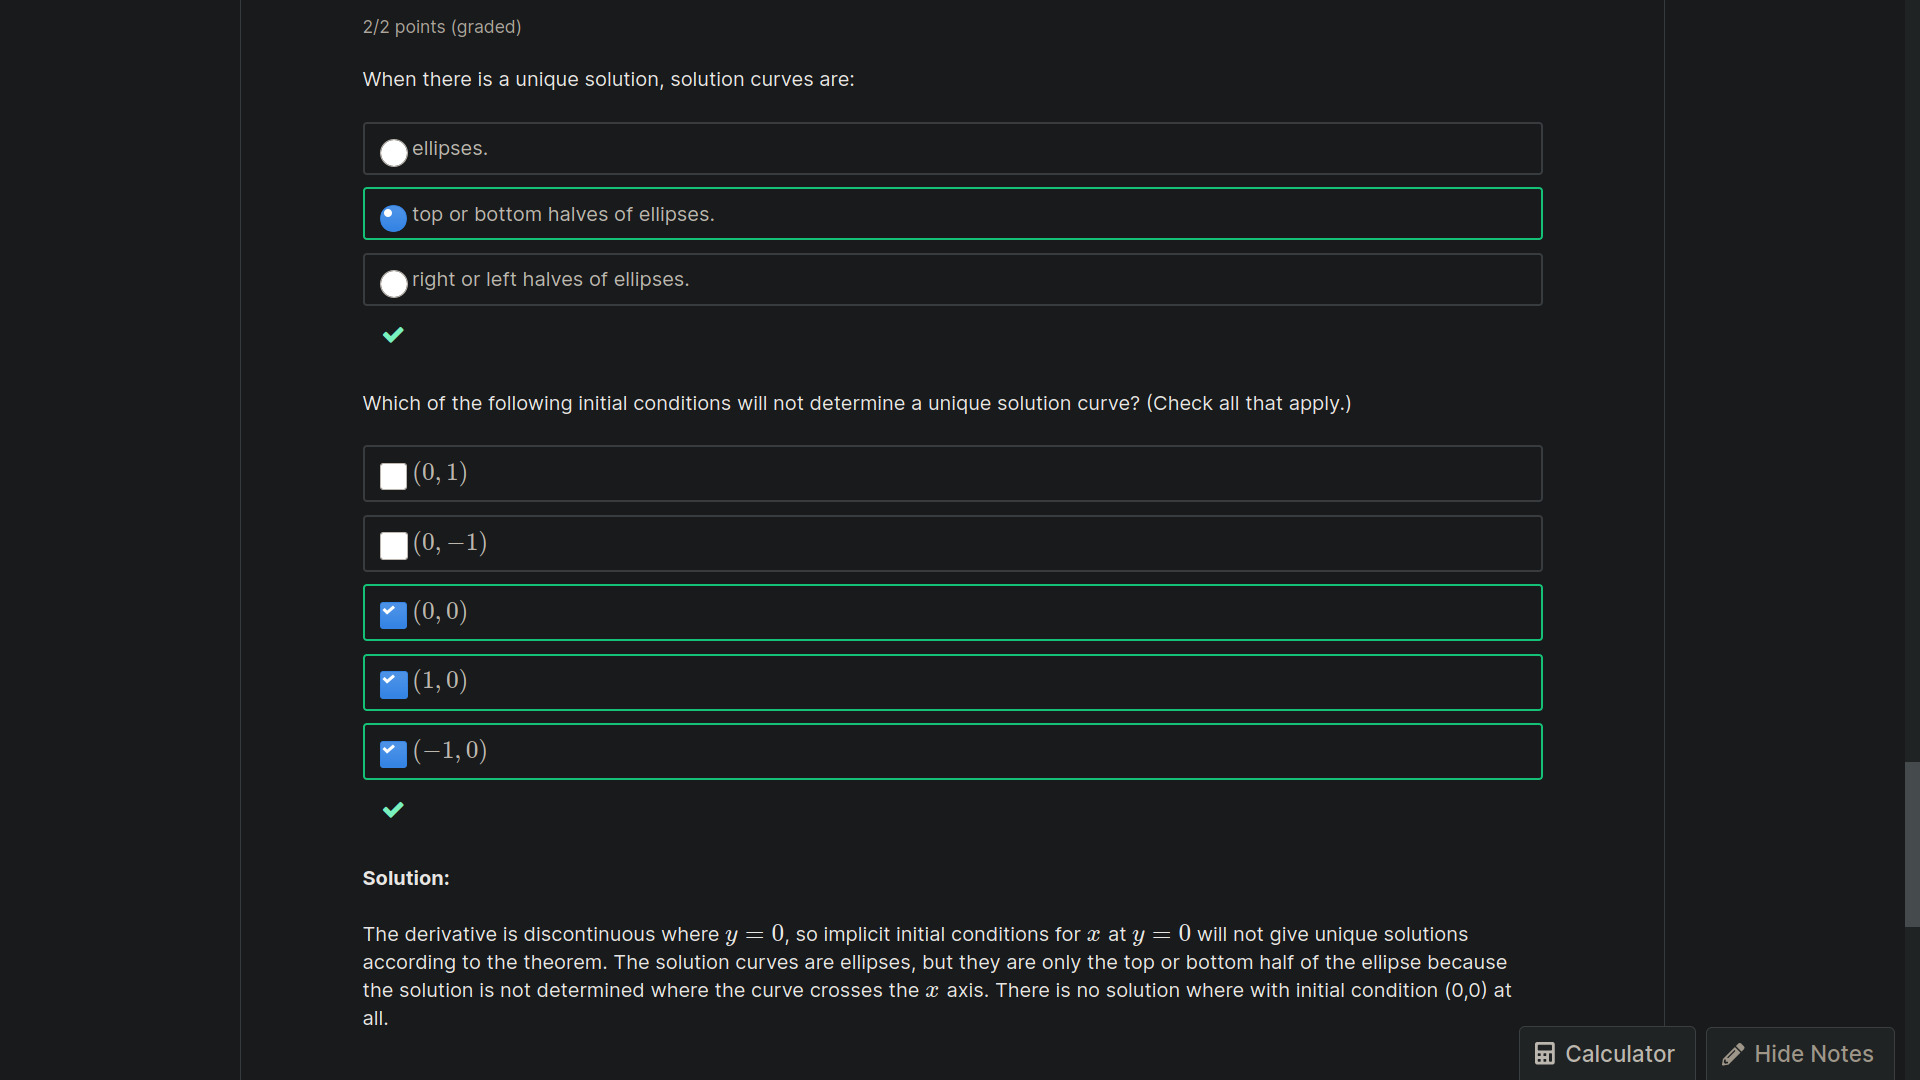 2/2 points (graded)
When there is a unique solution, solution curves are:
ellipses.
top or bottom halves of ellipses.
right or left halves of ellipses.
Which of the following initial conditions will not determine a unique solution curve? (Check all that apply.)
(0, 1)
(0, −1)
(0, 0)
(1, 0)
(−1, 0)
Solution:
The derivative is discontinuous where y = 0, so implicit initial conditions for x at y = 0 will not give unique solutions
according to the theorem. The solution curves are ellipses, but they are only the top or bottom half of the ellipse because
the solution is not determined where the curve crosses the x axis. There is no solution where with initial condition (0,0) at
all.
Calculator
Hide Notes